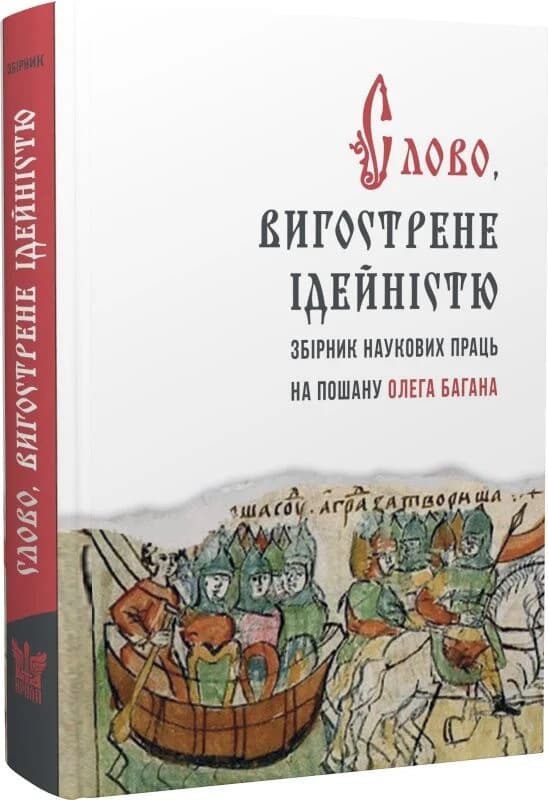 ЗБІРНИК
СЛОВО, ВИГОСТРЕНЕ ІДЕЙНІСТЮ
Слово,
ВИГОСТРЕНЕ
ІДЕЙНІСТЮ
ЗБІРНИК НАУКОВИХ ПРАЦЬ
НА ПОШАНУ ОЛЕГА БАГАНА